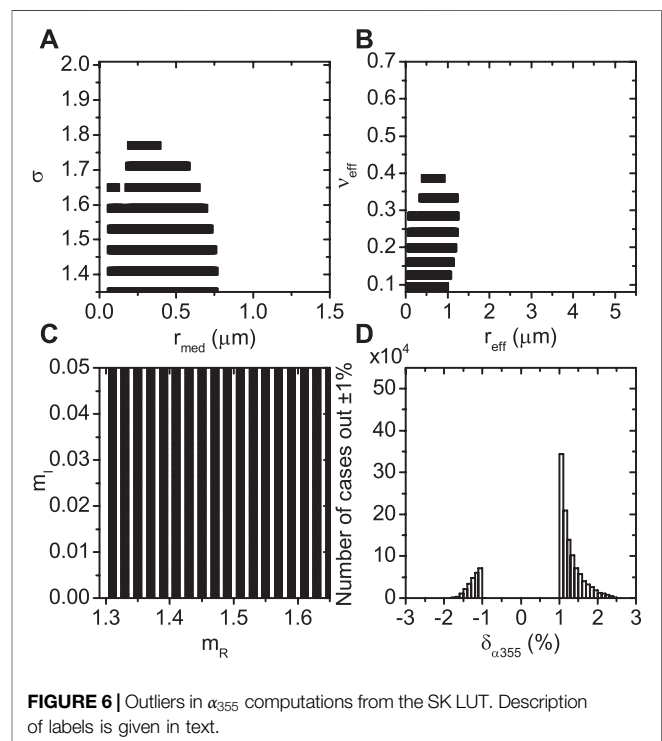 A
2.0
1.9
1.8
1.7
1.6
1.5
1.4
σ
0.0 0.5 1.0 1.5
r_med (μm)
B
0.7
0.6
0.5
0.4
0.3
0.2
0.1
ν_eff
0 1 2 3 4 5
r_eff (μm)
C
0.05
0.04
0.03
0.02
0.01
0.00
m_I
1.3 1.4 1.5 1.6
m_R
D
x10⁴
50
40
30
20
10
0
Number of cases out ±1%
-3 -2 -1 0 1 2 3
δ_α355 (%)
FIGURE 6 | Outliers in α₃₅₅ computations from the SK LUT. Description
of labels is given in text.